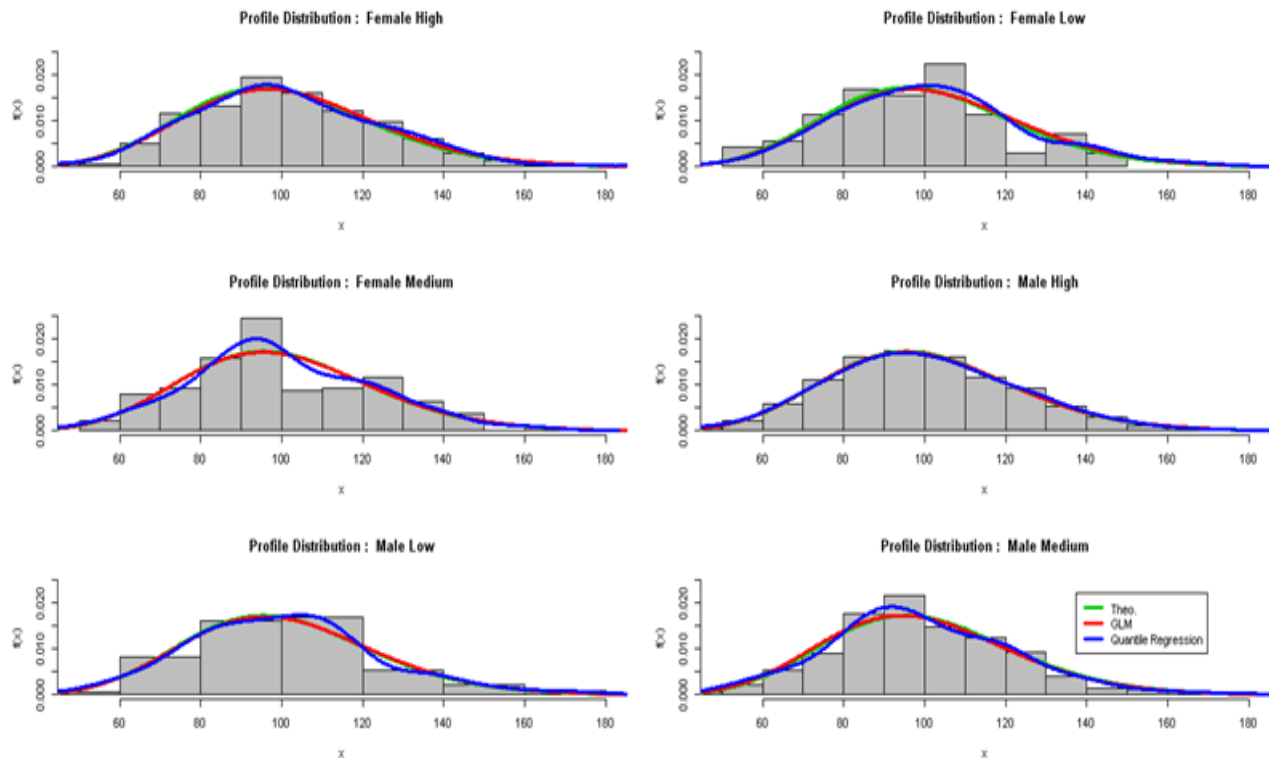 Profile Distribution : Female High
f(x)
0.000 0.010 0.020
60 80 100 120 140 160 180
x
Profile Distribution : Female Low
f(x)
0.000 0.010 0.020
60 80 100 120 140 160 180
x
Profile Distribution : Female Medium
f(x)
0.000 0.010 0.020
60 80 100 120 140 160 180
x
Profile Distribution : Male High
f(x)
0.000 0.010 0.020
60 80 100 120 140 160 180
x
Profile Distribution : Male Low
f(x)
0.000 0.010 0.020
60 80 100 120 140 160 180
x
Profile Distribution : Male Medium
f(x)
0.000 0.010 0.020
Theo.
GLM
Quantile Regression
60 80 100 120 140 160 180
x